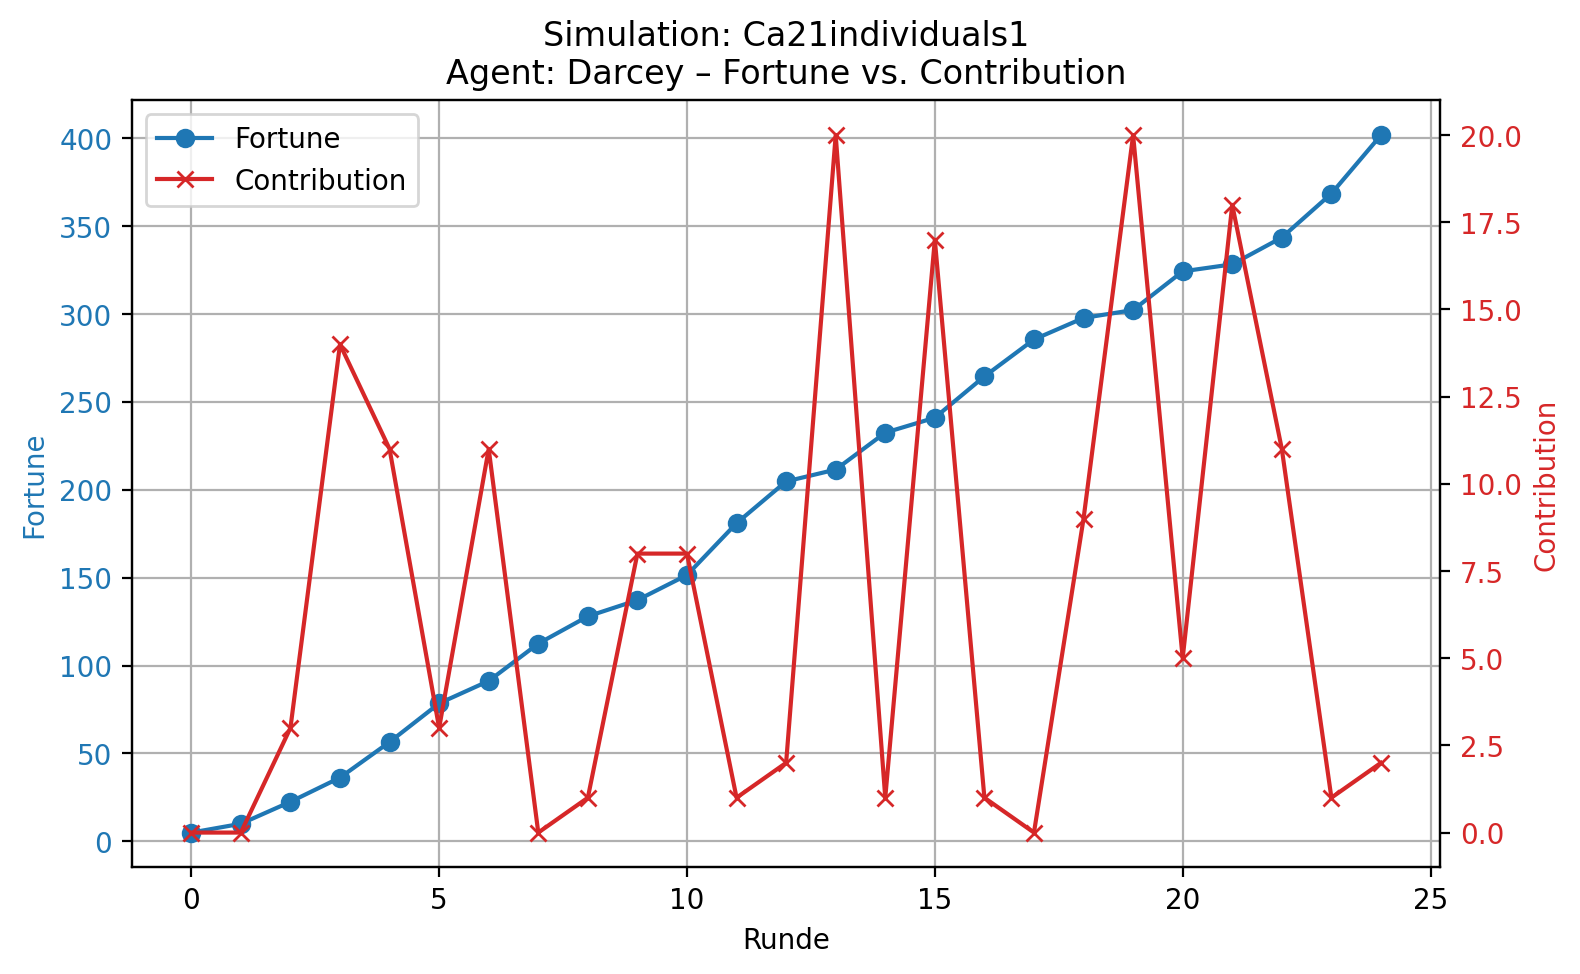 Simulation: Ca21individuals1
Agent: Darcey – Fortune vs. Contribution
Fortune
Contribution
400
350
300
250
200
150
100
50
0
Fortune
20.0
17.5
15.0
12.5
10.0
7.5
5.0
2.5
0.0
Contribution
0 5 10 15 20 25
Runde